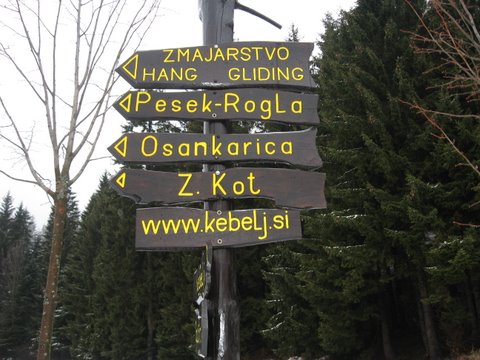 ZMAJARSTVO
HANG GLIDING
Pesek-Rogla
Osankarica
Z. Kot
www.kebelj.si